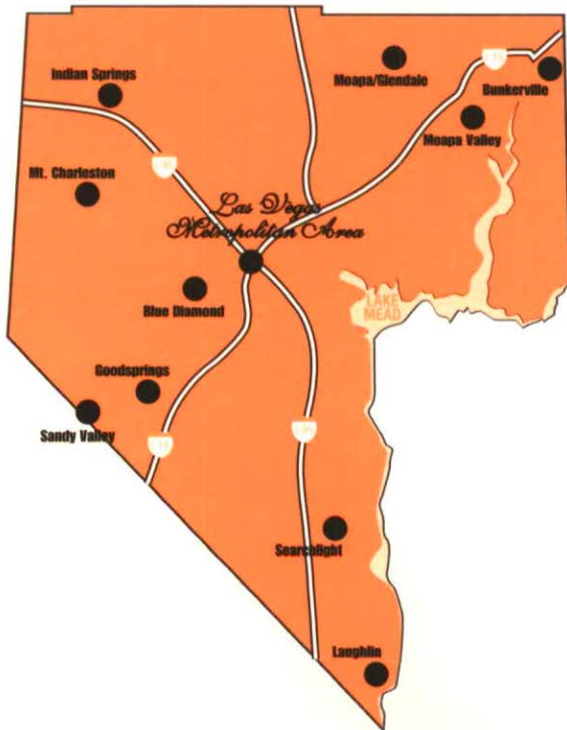 Indian Springs
Moapa/Glendale
Bunkerville
Moapa Valley
Mt. Charleston
Las Vegas
Metropolitan Area
Blue Diamond
LAKE
MEAD
Goodsprings
Sandy Valley
Searchlight
Laughlin